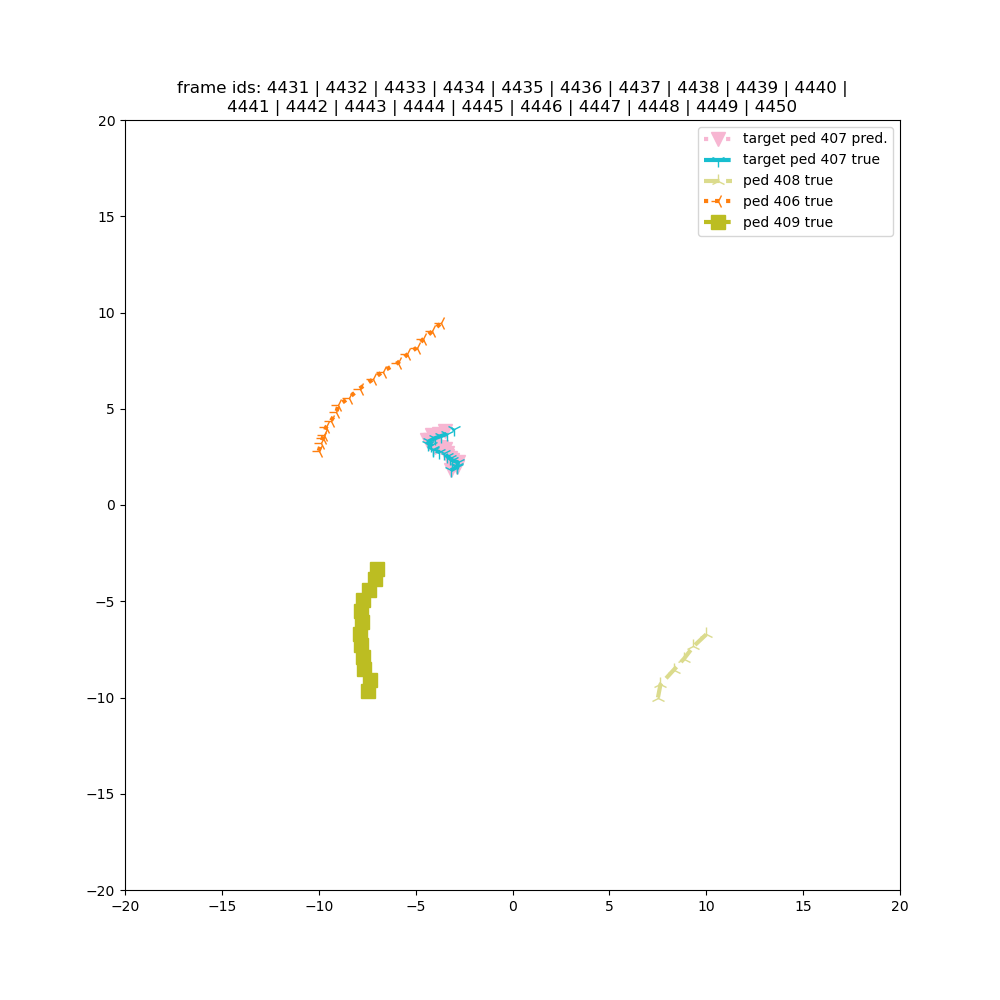 frame ids: 4431 | 4432 | 4433 | 4434 | 4435 | 4436 | 4437 | 4438 | 4439 | 4440 |
4441 | 4442 | 4443 | 4444 | 4445 | 4446 | 4447 | 4448 | 4449 | 4450
target ped 407 pred.
target ped 407 true
ped 408 true
ped 406 true
ped 409 true
20
15
10
5
0
−5
−10
−15
−20
−20 −15 −10 −5 0 5 10 15 20